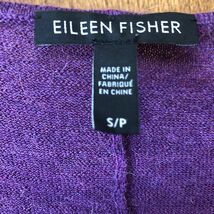 EILEEN FISHER
MADE IN
CHINA/
FABRIQUÉ
EN CHINE
S/P